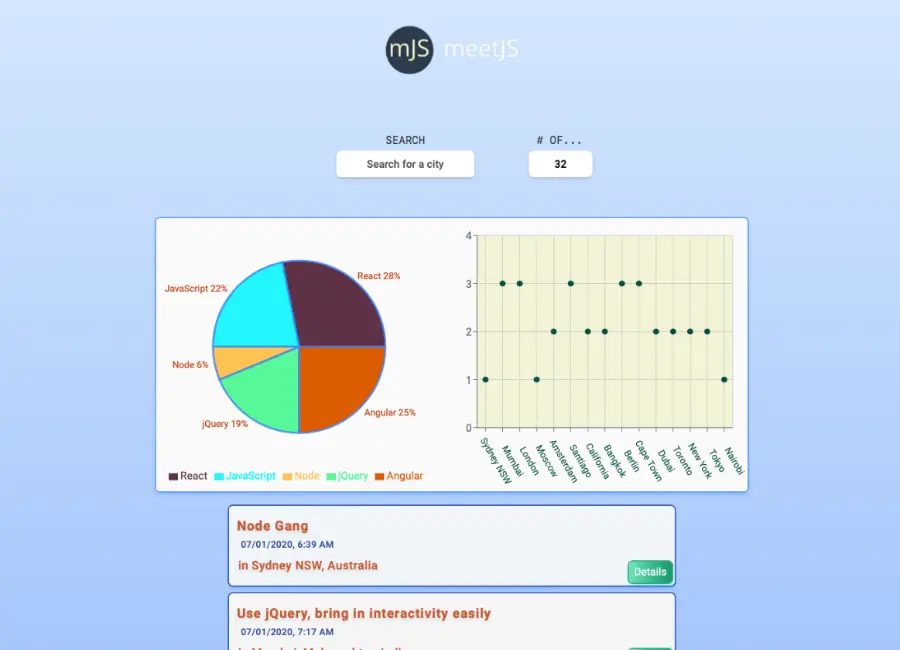 mJS meetJS
SEARCH
# OF...
Search for a city
32
React 28%
JavaScript 22%
Node 6%
jQuery 19%
Angular 25%
React JavaScript Node jQuery Angular
4
3
2
1
0
Sydney NSW
Mumbai
London
Moscow
Amsterdam
Santiago
California
Bangkok
Berlin
Cape Town
Dubai
Toronto
New York
Tokyo
Nairobi
Node Gang
07/01/2020, 6:39 AM
in Sydney NSW, Australia
Details
Use jQuery, bring in interactivity easily
07/01/2020, 7:17 AM